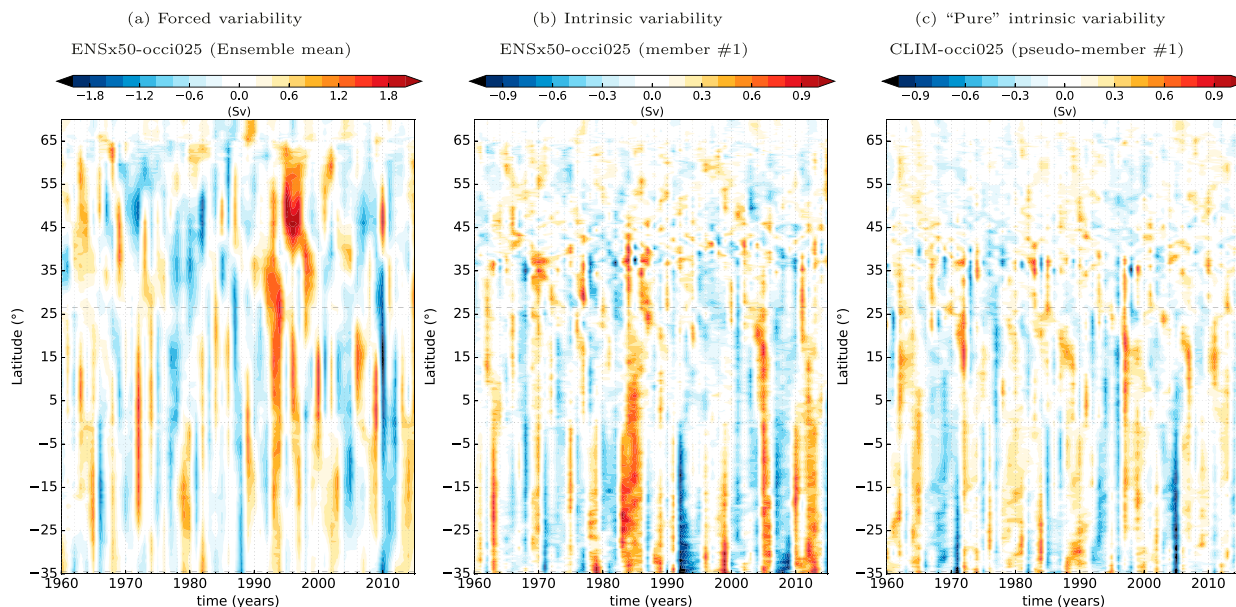 (a) Forced variability
ENSx50-occi025 (Ensemble mean)
−1.8 −1.2 −0.6 0.0 0.6 1.2 1.8
(Sv)
65
55
45
35
25
15
5
−5
−15
−25
−35
Latitude (°)
1960 1970 1980 1990 2000 2010
time (years)
(b) Intrinsic variability
ENSx50-occi025 (member #1)
−0.9 −0.6 −0.3 0.0 0.3 0.6 0.9
(Sv)
65
55
45
35
25
15
5
−5
−15
−25
−35
Latitude (°)
1960 1970 1980 1990 2000 2010
time (years)
(c) “Pure” intrinsic variability
CLIM-occi025 (pseudo-member #1)
−0.9 −0.6 −0.3 0.0 0.3 0.6 0.9
(Sv)
65
55
45
35
25
15
5
−5
−15
−25
−35
Latitude (°)
1960 1970 1980 1990 2000 2010
time (years)